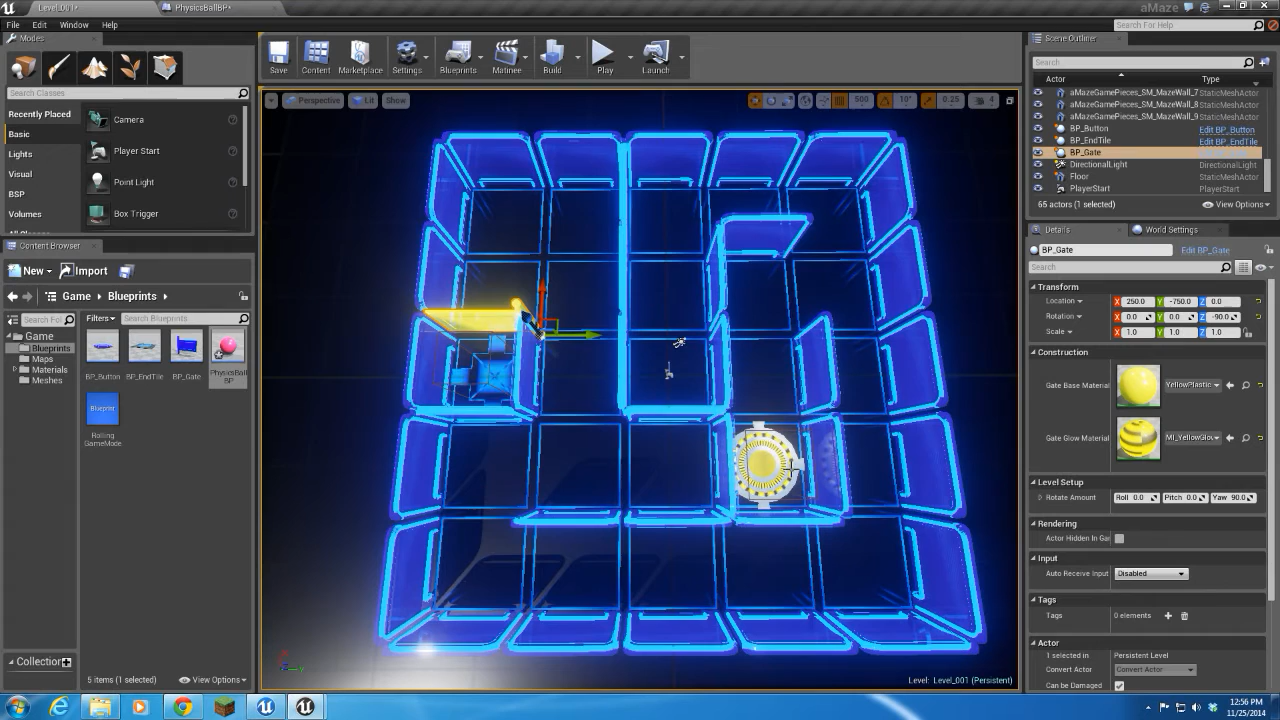 Level_001*
PhysicsBallBP*
aMaze
File Edit Window Help
Search For Help
Modes
Search Classes
Recently Placed
Basic
Lights
Visual
BSP
Volumes
Camera
Player Start
Point Light
Box Trigger
Save Content Marketplace Settings Blueprints Matinee Build Play Launch
Perspective Lit Show
500 10° 0.25 4
Content Browser
New Import
Game Blueprints
Search Fol
Filters Search Blueprints
Game
Blueprints
Maps
Materials
Meshes
BP_Button BP_EndTile BP_Gate PhysicsBall
BP
Blueprint
Rolling
GameMode
Collection
5 items (1 selected) View Options
Level: Level_001 (Persistent)
Scene Outliner
Search
Actor Type
aMazeGamePieces_SM_MazeWall_7 StaticMeshActor
aMazeGamePieces_SM_MazeWall_8 StaticMeshActor
aMazeGamePieces_SM_MazeWall_9 StaticMeshActor
BP_Button Edit BP_Button
BP_EndTile Edit BP_EndTile
BP_Gate
DirectionalLight DirectionalLight
Floor StaticMeshActor
PlayerStart PlayerStart
65 actors (1 selected) View Options
Details World Settings
BP_Gate Edit BP_Gate
Search
Transform
Location X 250.0 Y -750.0 Z 0.0
Rotation X 0.0 Y 0.0 Z -90.0
Scale X 1.0 Y 1.0 Z 1.0
Construction
Gate Base Material YellowPlastic
Gate Glow Material MI_YellowGlow
Level Setup
Rotate Amount Roll 0.0 Pitch 0.0 Yaw 90.0
Rendering
Actor Hidden In Ga
Input
Auto Receive Input Disabled
Tags
Tags 0 elements
Actor
1 selected in Persistent Level
Convert Actor Convert Actor
Can be Damaged
12:56 PM
11/25/2014